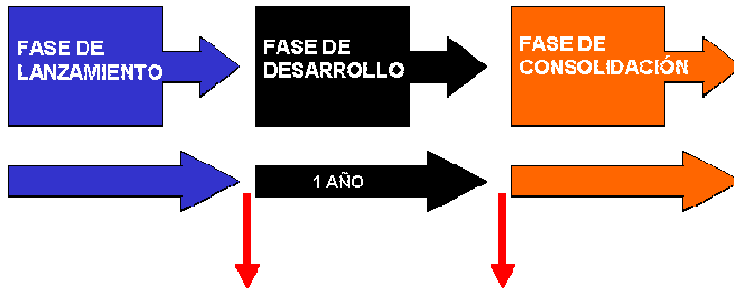 FASE DE
LANZAMIENTO
FASE DE
DESARROLLO
FASE DE
CONSOLIDACIÓN
1 AÑO